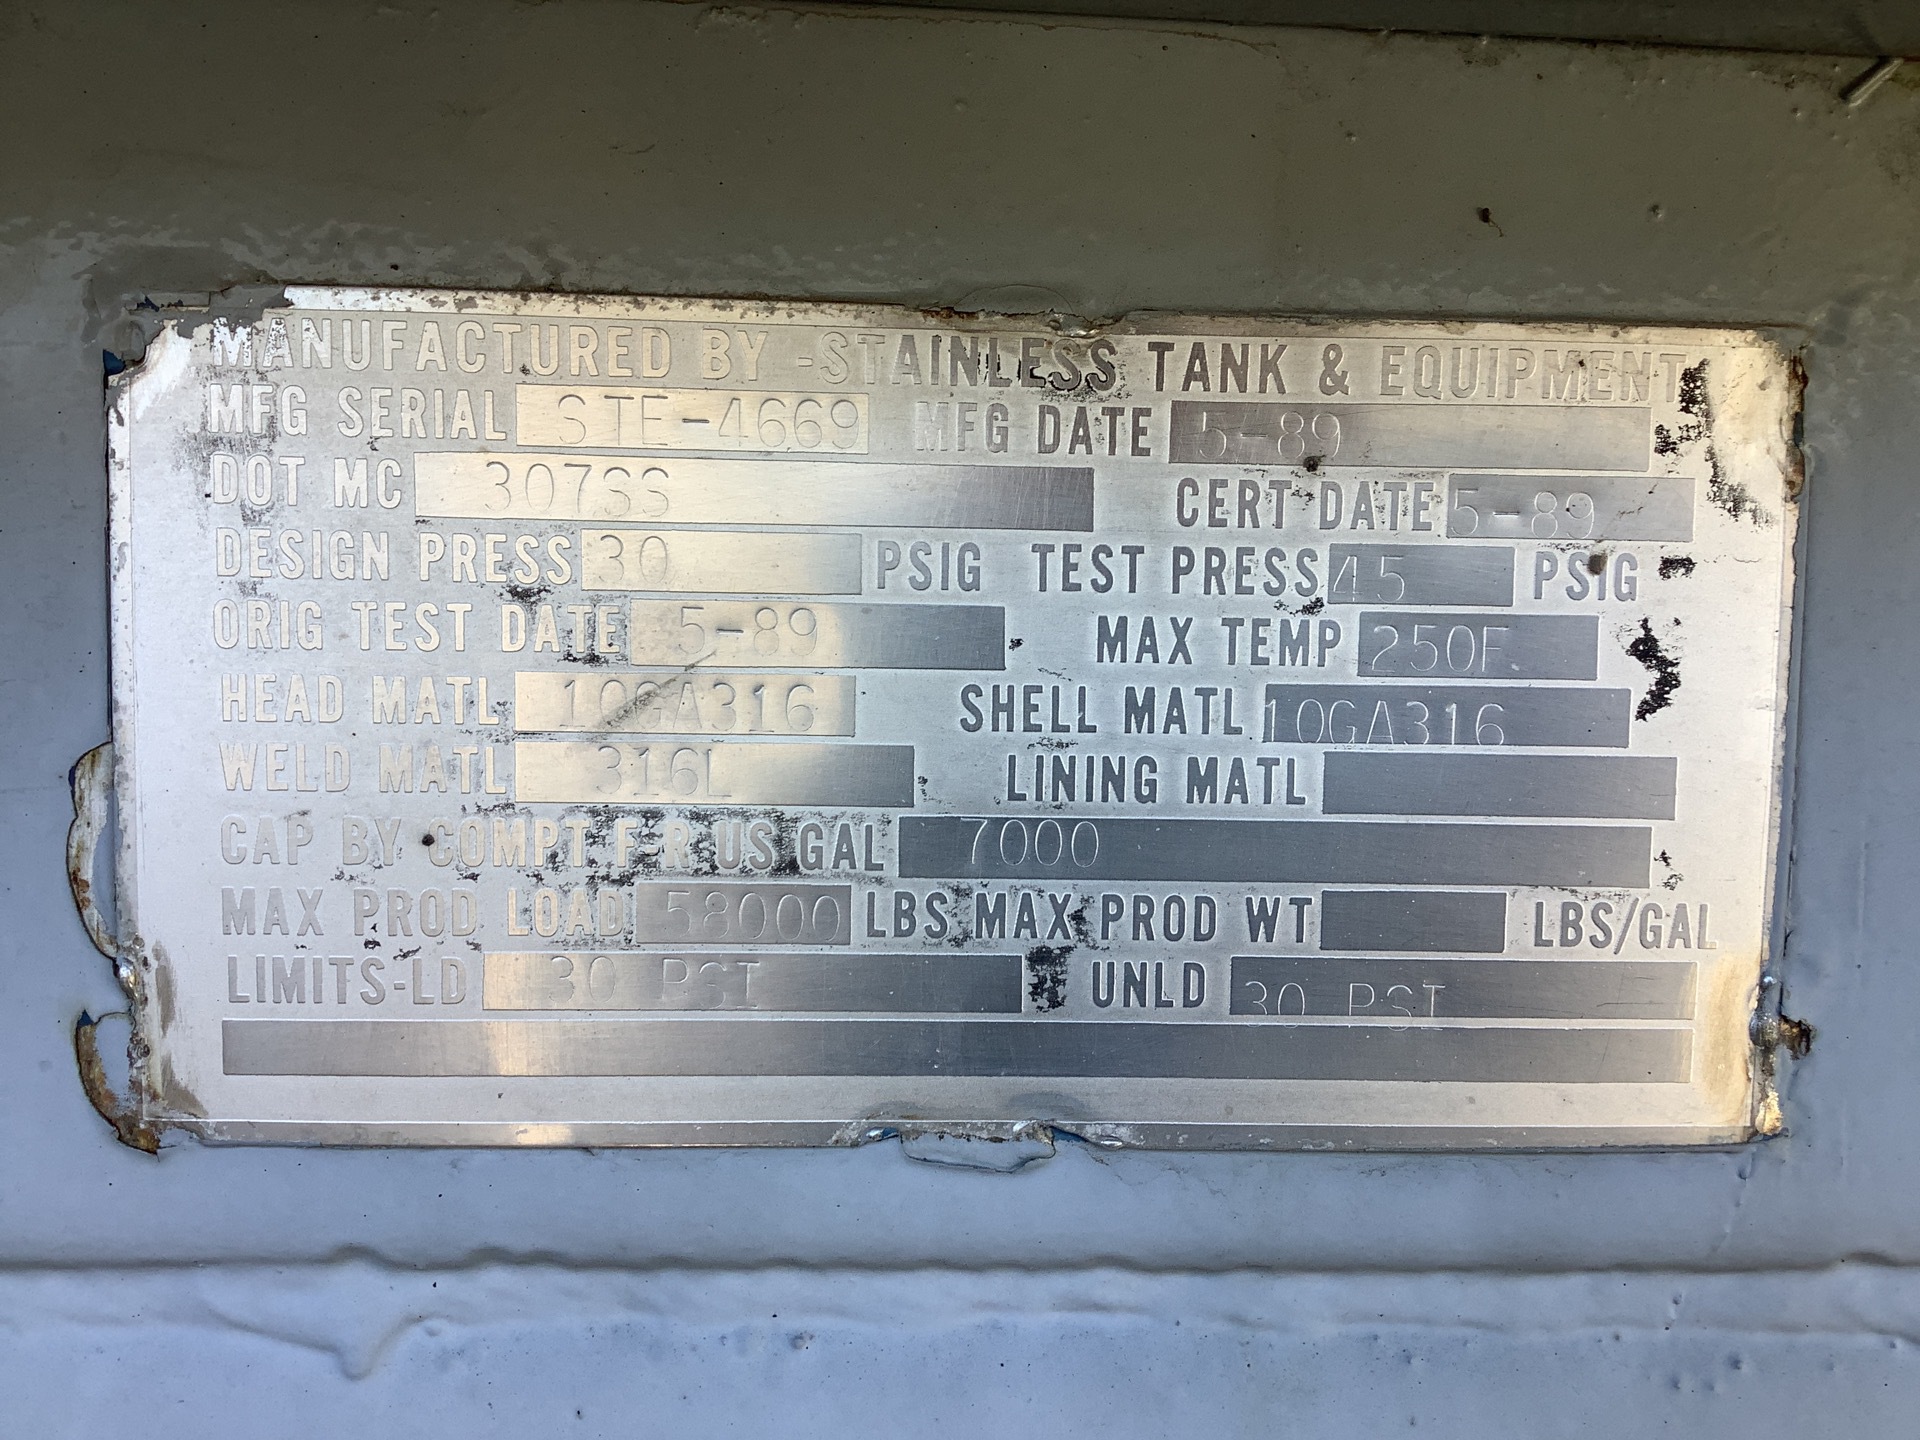 MANUFACTURED BY -STAINLESS TANK & EQUIPMENT
MFG SERIAL STE-4669 MFG DATE 5-89
DOT MC 307SS CERT DATE 5-89
DESIGN PRESS 30 PSIG TEST PRESS 45 PSIG
ORIG TEST DATE 5-89 MAX TEMP 250F
HEAD MATL 10GA316 SHELL MATL 10GA316
WELD MATL 316L LINING MATL
CAP BY COMPT F-R US GAL 7000
MAX PROD LOAD 58000 LBS MAX PROD WT LBS/GAL
LIMITS-LD 30 PSI UNLD 30 PSI